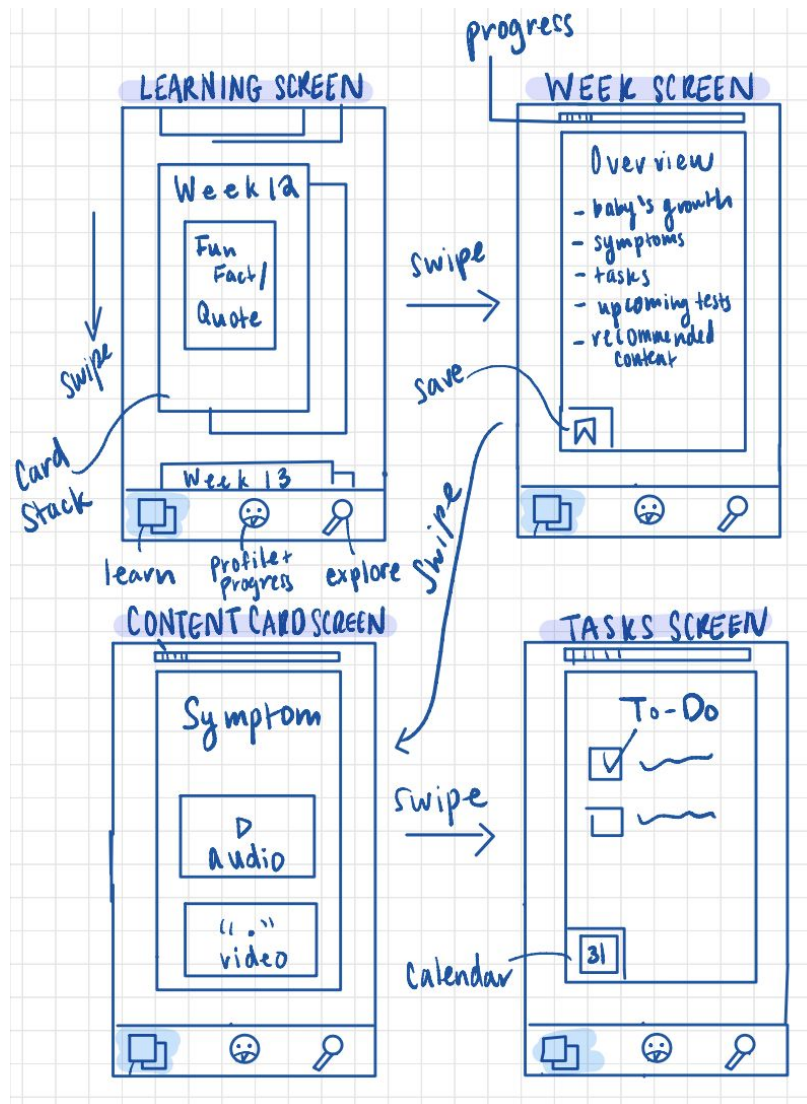 progress
LEARNING SCREEN
Week 12
Fun
Fact/
Quote
swipe
Card
Stack
Week 13
learn
profile +
progress
explore
swipe
WEEK SCREEN
Overview
- baby's growth
- symptoms
- tasks
- upcoming tests
- recommended
content
save
swipe
CONTENT CARD SCREEN
Symptom
audio
video
swipe
TASKS SCREEN
To-Do
31
Calendar